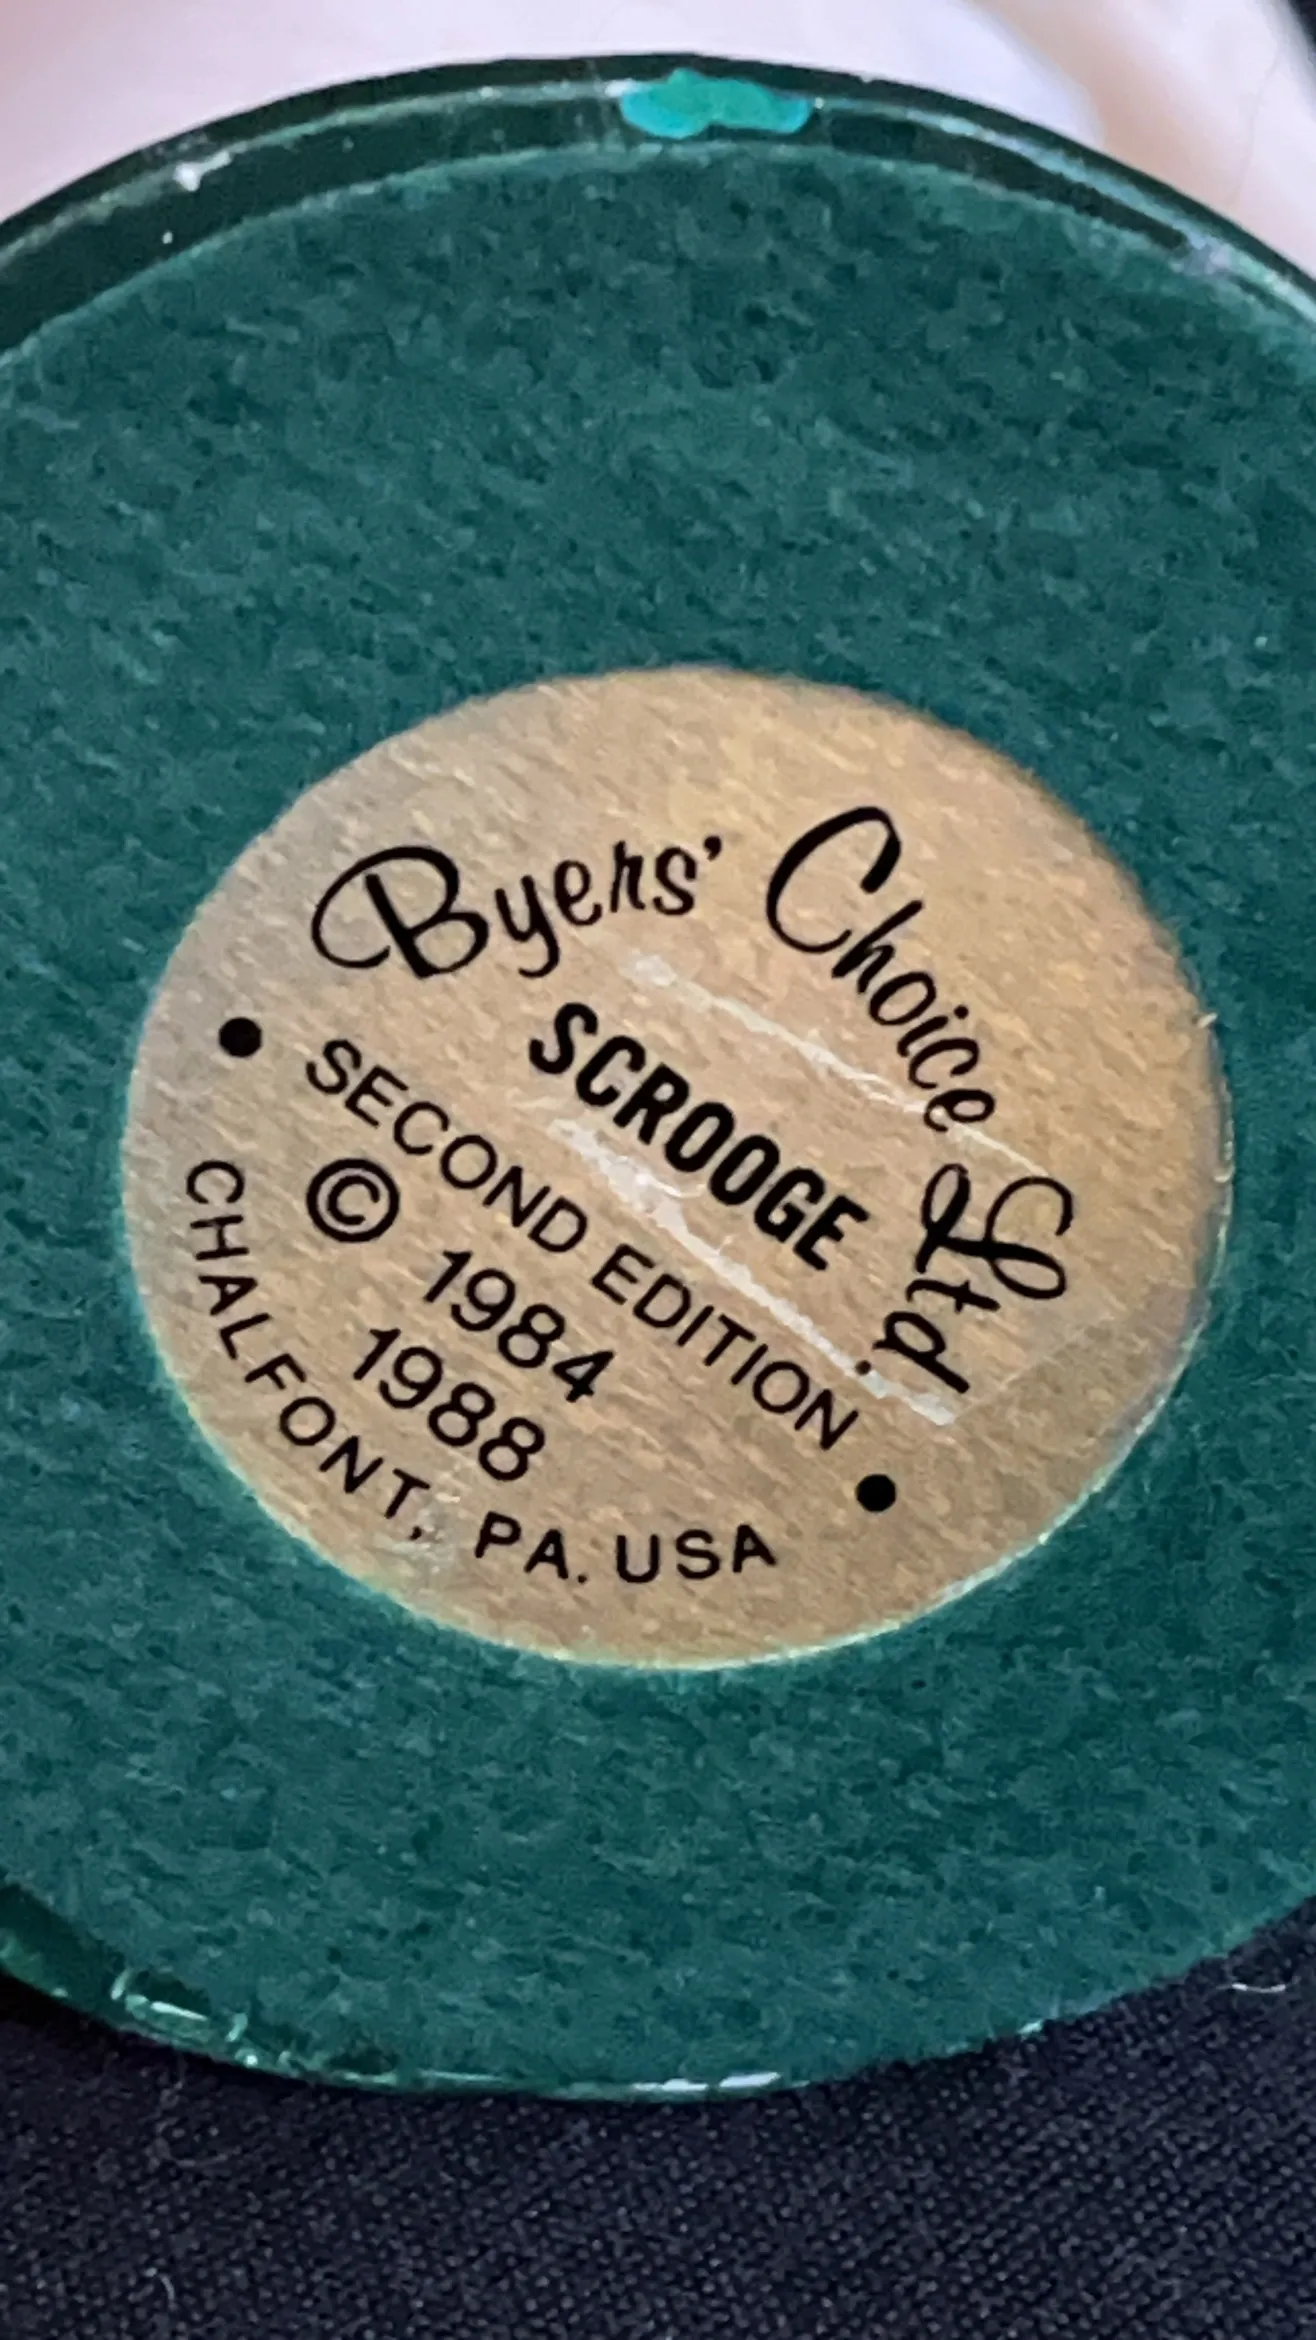 Byers' Choice Ltd.
SCROOGE
SECOND EDITION
© 1984
1988
CHALFONT, PA. USA